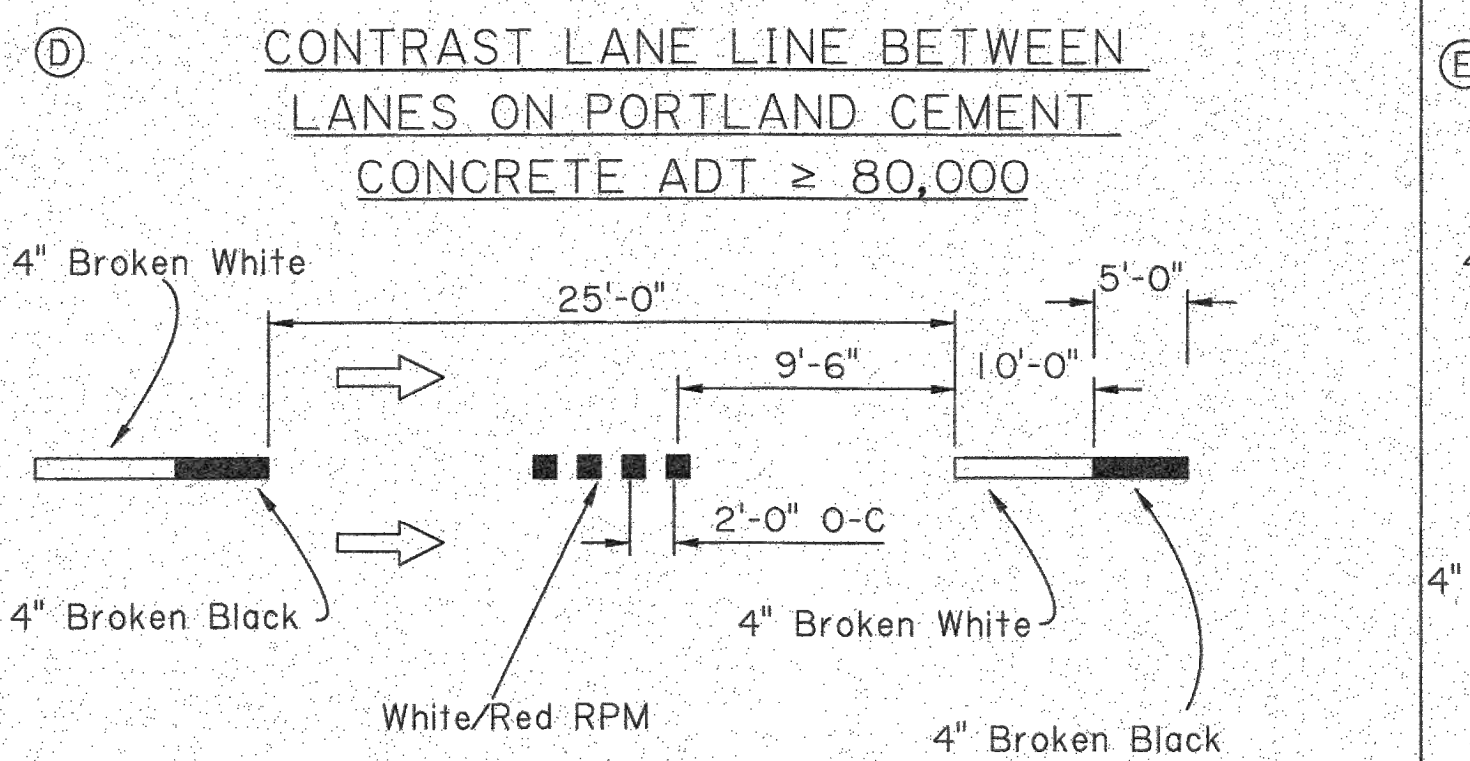 D
CONTRAST LANE LINE BETWEEN
LANES ON PORTLAND CEMENT
CONCRETE ADT ≥ 80,000
E
4" Broken White
25'-0"
5'-0"
9'-6"
10'-0"
2'-0" O-C
4" Broken Black
4" Broken White
White/Red RPM
4" Broken Black
4"